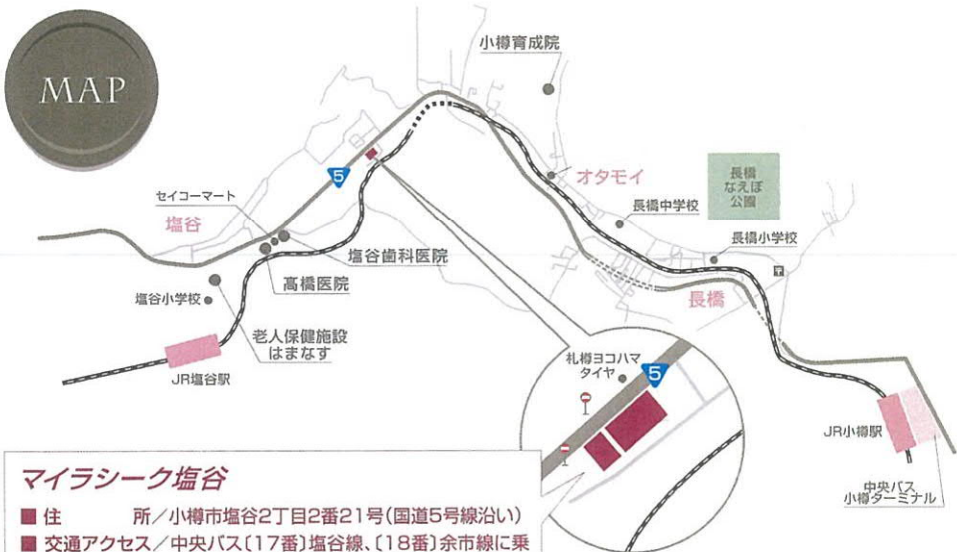 MAP
小樽育成院
5
オタモイ
長橋
なえぼ
公園
セイコーマート
塩谷
長橋中学校
長橋小学校
塩谷歯科医院
高橋医院
塩谷小学校
長橋
老人保健施設
はまなす
JR塩谷駅
札樽ヨコハマ
タイヤ
5
JR小樽駅
中央バス
小樽ターミナル
マイラシーク塩谷
■ 住　　　所／小樽市塩谷2丁目2番21号(国道5号線沿い)
■ 交通アクセス／中央バス〔17番〕塩谷線、〔18番〕余市線に乗